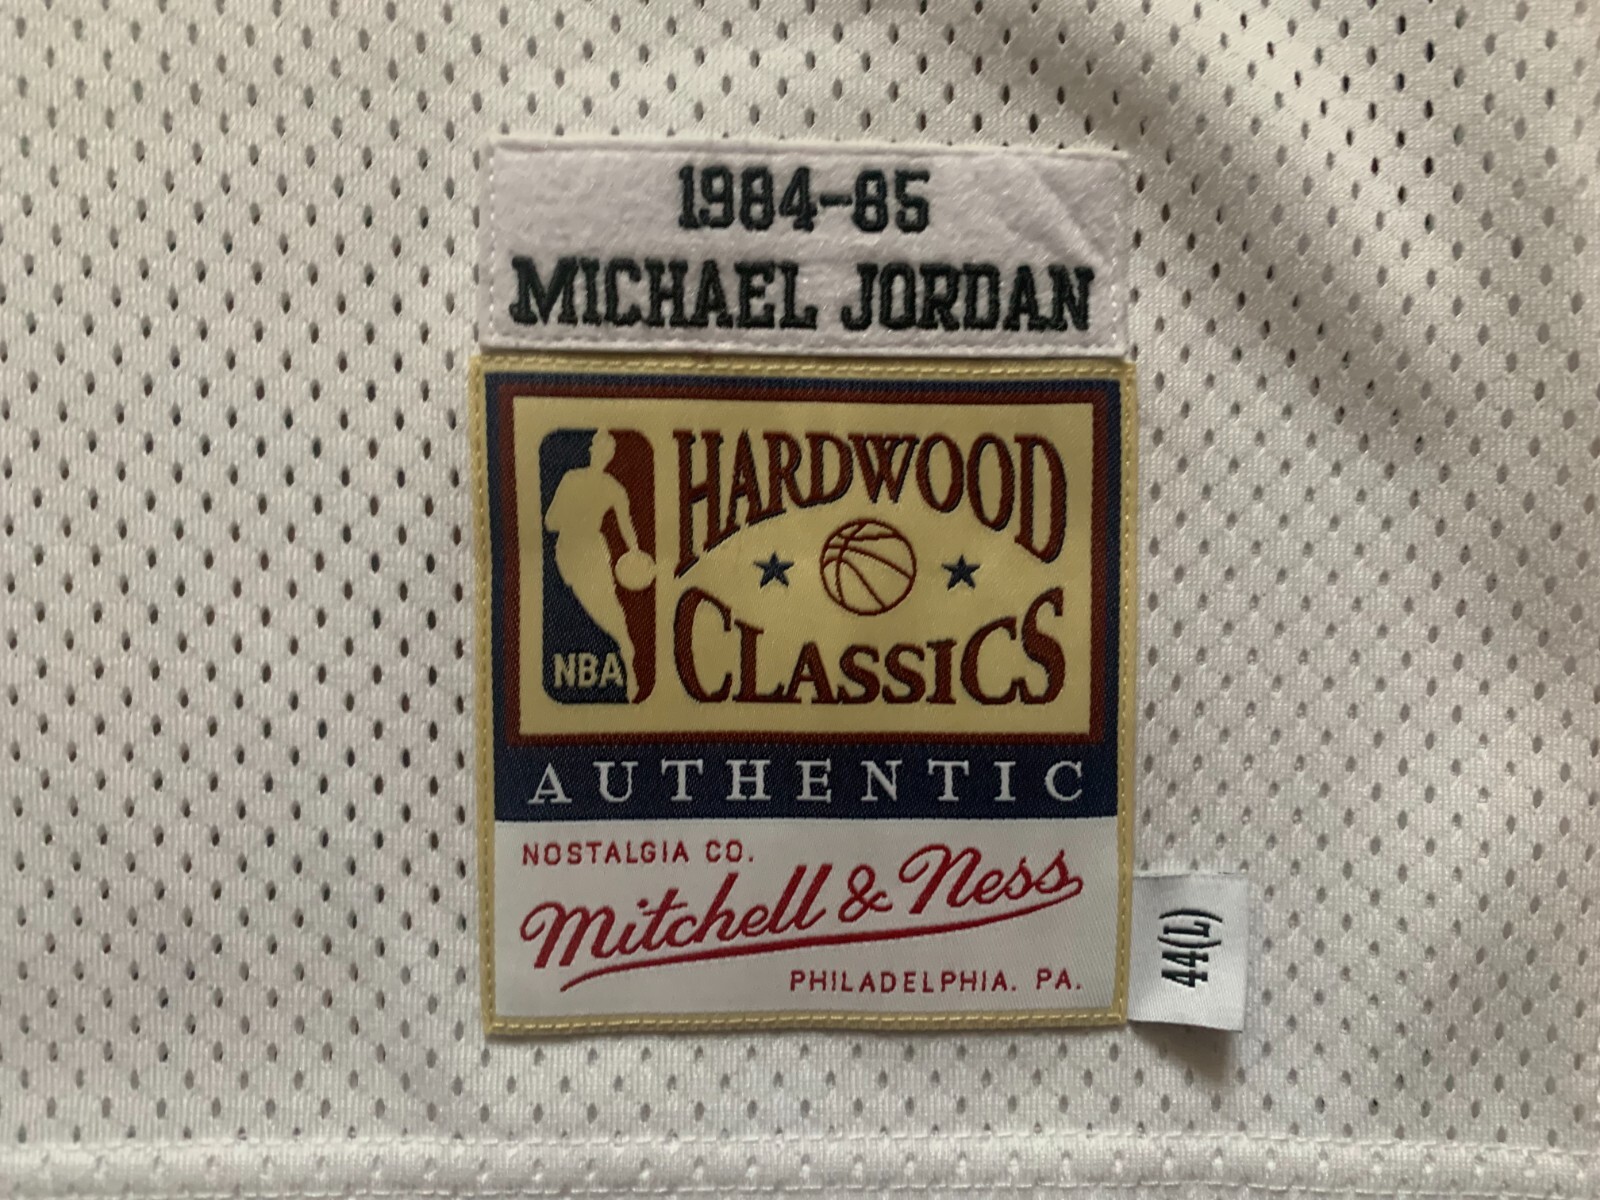 1984-85
MICHAEL JORDAN
HARDWOOD
CLASSICS
NBA
AUTHENTIC
NOSTALGIA CO.
Mitchell & Ness
PHILADELPHIA. PA.
44(L)